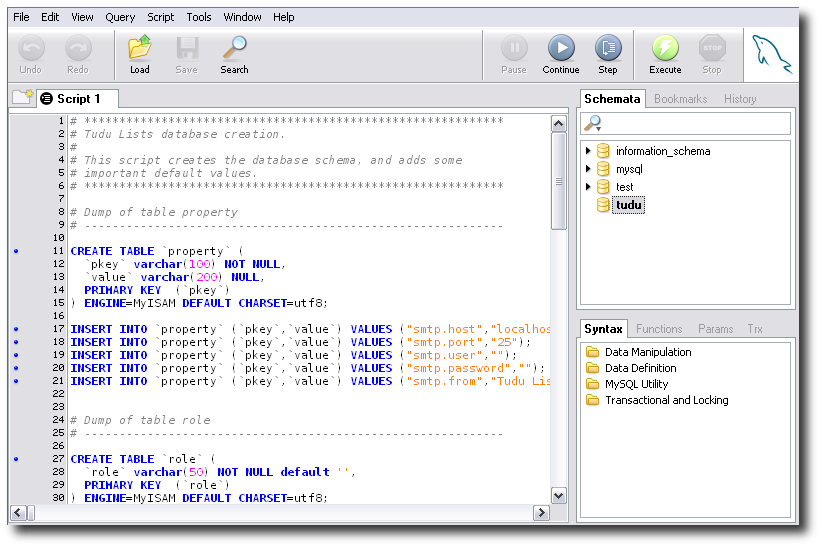 File Edit View Query Script Tools Window Help
Undo Redo Load Save Search Pause Continue Step Execute Stop
STOP
Script 1
1 # ************************************************************
2 # Tudu Lists database creation.
3 #
4 # This script creates the database schema, and adds some
5 # important default values.
6 # ************************************************************
7
8 # Dump of table property
9 # ------------------------------------------------------------
10
11 CREATE TABLE `property` (
12   `pkey` varchar(100) NOT NULL,
13   `value` varchar(200) NULL,
14   PRIMARY KEY  (`pkey`)
15 ) ENGINE=MyISAM DEFAULT CHARSET=utf8;
16
17 INSERT INTO `property` (`pkey`,`value`) VALUES ("smtp.host","localhos
18 INSERT INTO `property` (`pkey`,`value`) VALUES ("smtp.port","25");
19 INSERT INTO `property` (`pkey`,`value`) VALUES ("smtp.user","");
20 INSERT INTO `property` (`pkey`,`value`) VALUES ("smtp.password","");
21 INSERT INTO `property` (`pkey`,`value`) VALUES ("smtp.from","Tudu Lis
22
23
24 # Dump of table role
25 # ------------------------------------------------------------
26
27 CREATE TABLE `role` (
28   `role` varchar(50) NOT NULL default '',
29   PRIMARY KEY  (`role`)
30 ) ENGINE=MyISAM DEFAULT CHARSET=utf8;
Schemata Bookmarks History
information_schema
mysql
test
tudu
Syntax Functions Params Trx
Data Manipulation
Data Definition
MySQL Utility
Transactional and Locking